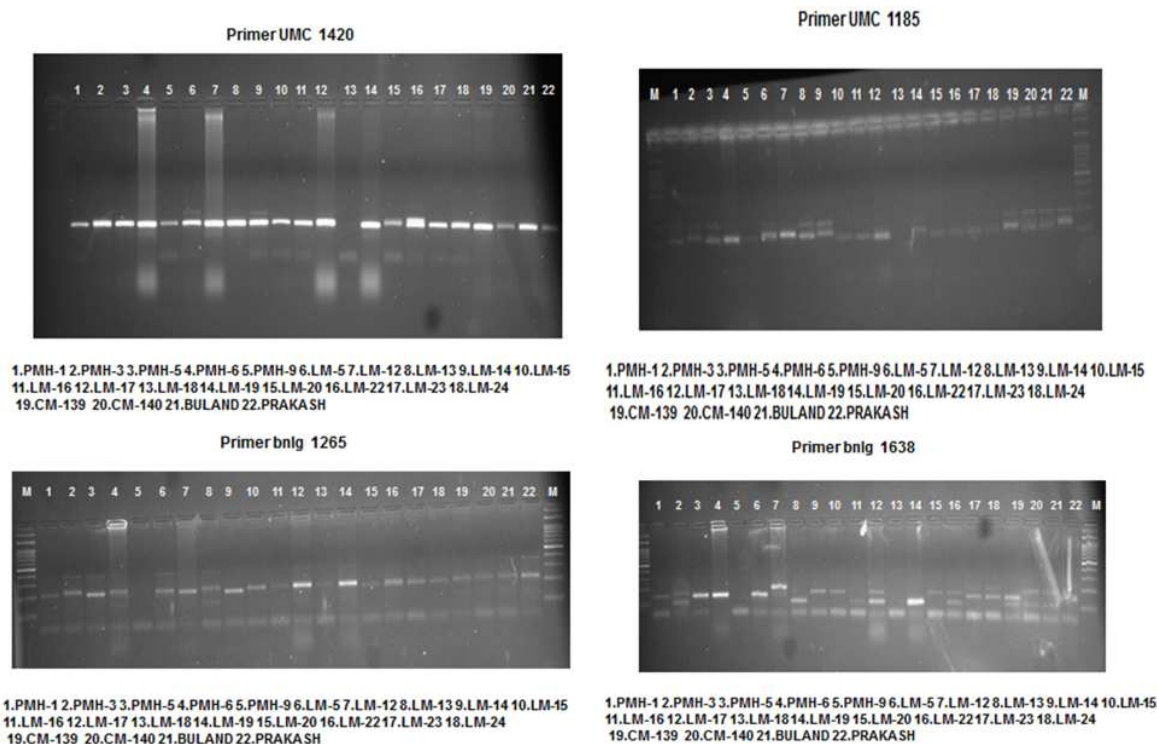 Primer UMC 1420
1 2 3 4 5 6 7 8 9 10 11 12 13 14 15 16 17 18 19 20 21 22
1.PMH-1 2.PMH-3 3.PMH-5 4.PMH-6 5.PMH-9 6.LM-5 7.LM-12 8.LM-13 9.LM-14 10.LM-15
11.LM-16 12.LM-17 13.LM-18 14.LM-19 15.LM-20 16.LM-22 17.LM-23 18.LM-24
19.CM-139 20.CM-140 21.BULAND 22.PRAKASH
Primer UMC 1185
M 1 2 3 4 5 6 7 8 9 10 11 12 13 14 15 16 17 18 19 20 21 22 M
1.PMH-1 2.PMH-3 3.PMH-5 4.PMH-6 5.PMH-9 6.LM-5 7.LM-12 8.LM-13 9.LM-14 10.LM-15
11.LM-16 12.LM-17 13.LM-18 14.LM-19 15.LM-20 16.LM-22 17.LM-23 18.LM-24
19.CM-139 20.CM-140 21.BULAND 22.PRAKASH
Primer bnlg 1265
M 1 2 3 4 5 6 7 8 9 10 11 12 13 14 15 16 17 18 19 20 21 22 M
1.PMH-1 2.PMH-3 3.PMH-5 4.PMH-6 5.PMH-9 6.LM-5 7.LM-12 8.LM-13 9.LM-14 10.LM-15
11.LM-16 12.LM-17 13.LM-18 14.LM-19 15.LM-20 16.LM-22 17.LM-23 18.LM-24
19.CM-139 20.CM-140 21.BULAND 22.PRAKASH
Primer bnlg 1638
1 2 3 4 5 6 7 8 9 10 11 12 13 14 15 16 17 18 19 20 21 22 M
1.PMH-1 2.PMH-3 3.PMH-5 4.PMH-6 5.PMH-9 6.LM-5 7.LM-12 8.LM-13 9.LM-14 10.LM-15
11.LM-16 12.LM-17 13.LM-18 14.LM-19 15.LM-20 16.LM-22 17.LM-23 18.LM-24
19.CM-139 20.CM-140 21.BULAND 22.PRAKASH